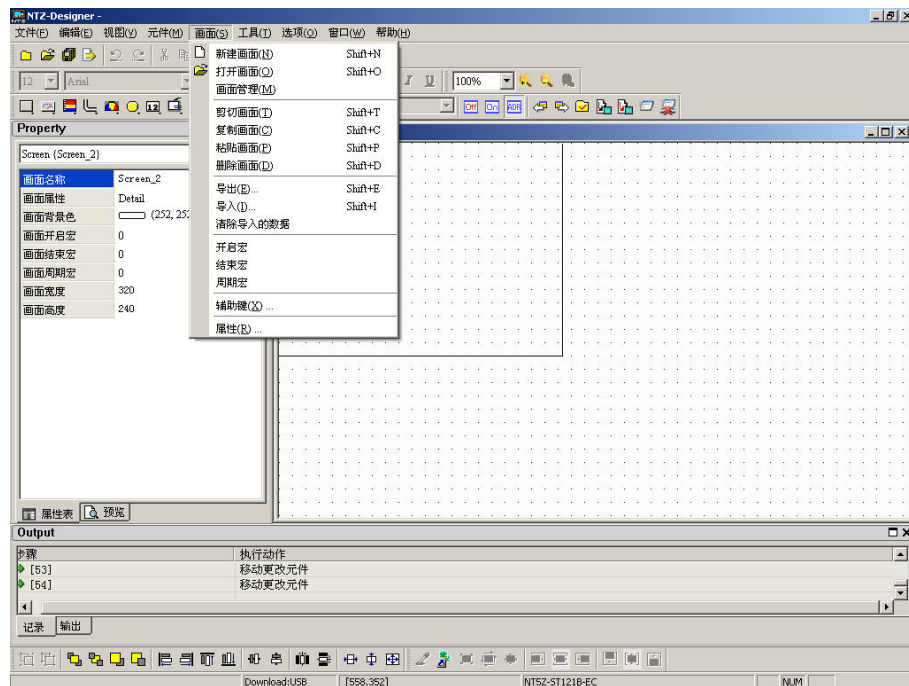 NTZ-Designer -
文件(F) 编辑(E) 视图(V) 元件(M) 画面(S) 工具(T) 选项(O) 窗口(W) 帮助(H)
新建画面(N) Shift+N
打开画面(O) Shift+O
画面管理(M)
剪切画面(T) Shift+T
复制画面(C) Shift+C
粘贴画面(P) Shift+P
删除画面(D) Shift+D
导出(E)... Shift+E
导入(I)... Shift+I
清除导入的数据
开启宏
结束宏
周期宏
辅助键(X) ...
属性(R) ...
12 Arial I U 100%
12 Off On ADR
Property
Screen {Screen_2}
画面名称 Screen_2
画面属性 Detail
画面背景色 (252, 252
画面开启宏 0
画面结束宏 0
画面周期宏 0
画面宽度 320
画面高度 240
属性表 预览
Output
步骤 执行动作
[53] 移动更改元件
[54] 移动更改元件
记录 输出
Download:USB [558,352] NT5Z-ST121B-EC NUM